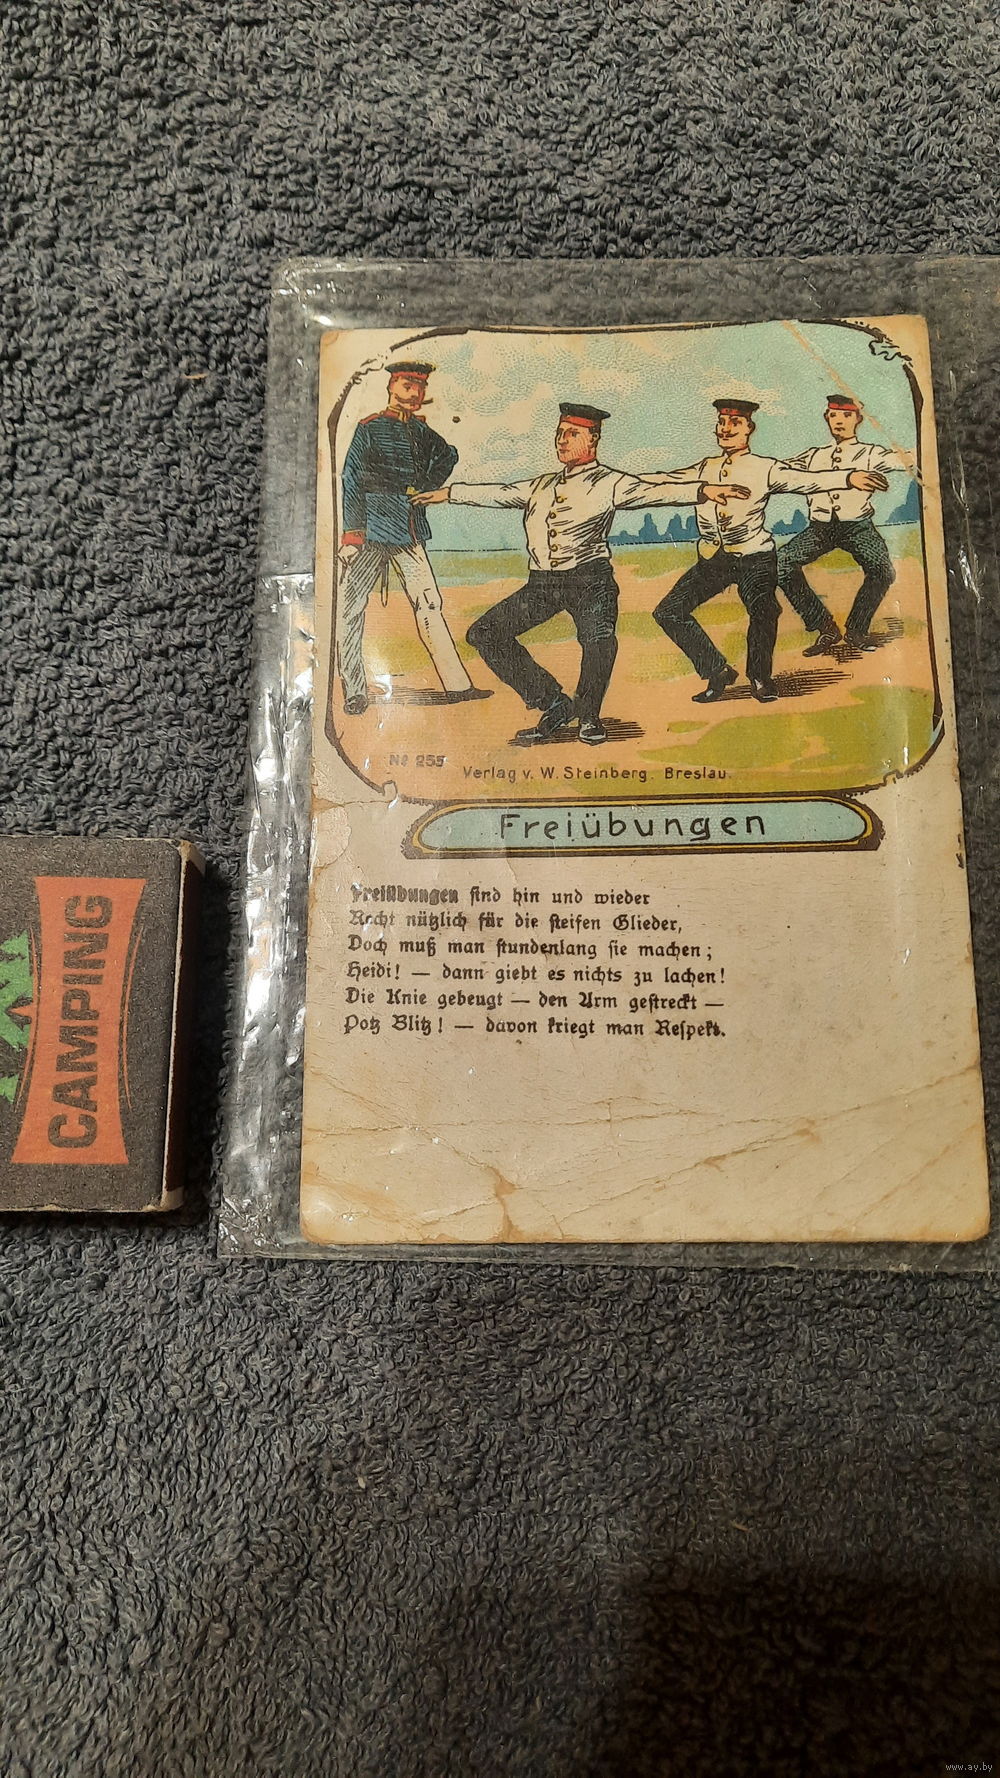 № 255
Verlag v. W. Steinberg. Breslau.
Freiübungen
Freiübungen sind hin und wieder
Recht nützlich für die steifen Glieder,
Doch muß man stundenlang sie machen;
Heidi! — dann giebt es nichts zu lachen!
Die Knie gebeugt — den Arm gestreckt —
Potz Blitz! — davon kriegt man Respekt.
CAMPING
www.ay.by